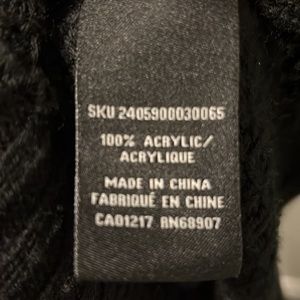 SKU 2405900030065
100% ACRYLIC/
ACRYLIQUE
MADE IN CHINA
FABRIQUÉ EN CHINE
CA01217 RN68907